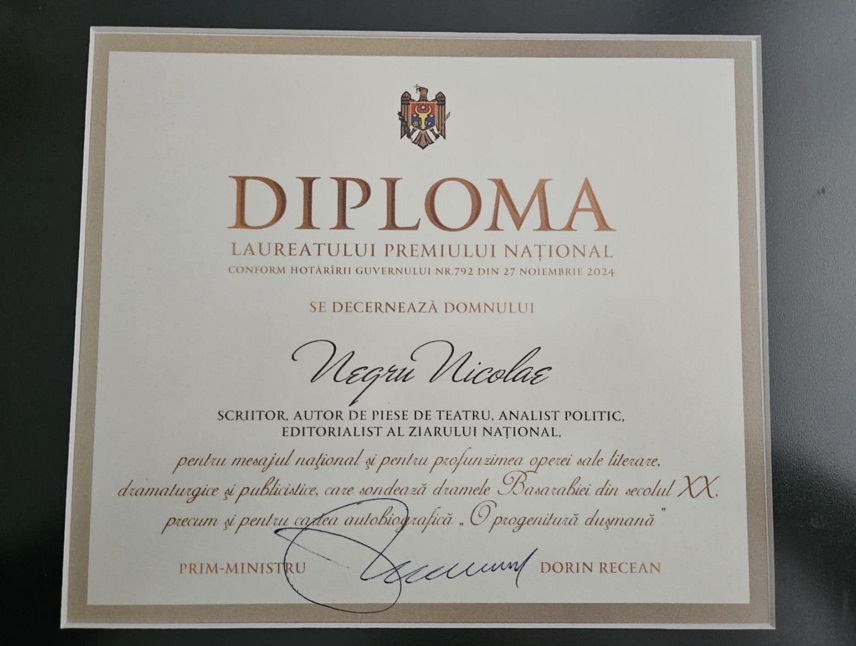 DIPLOMA
LAUREATULUI PREMIULUI NAȚIONAL
CONFORM HOTĂRÎRII GUVERNULUI NR.792 DIN 27 NOIEMBRIE 2024
SE DECERNEAZĂ DOMNULUI
Negru Nicolae
SCRIITOR, AUTOR DE PIESE DE TEATRU, ANALIST POLITIC,
EDITORIALIST AL ZIARULUI NAȚIONAL,
pentru mesajul național și pentru profunzimea operei sale literare,
dramaturgice și publicistice, care sondează dramele Basarabiei din secolul XX,
precum și pentru cartea autobiografică „O progenitură dușmană”
PRIM-MINISTRU DORIN RECEAN